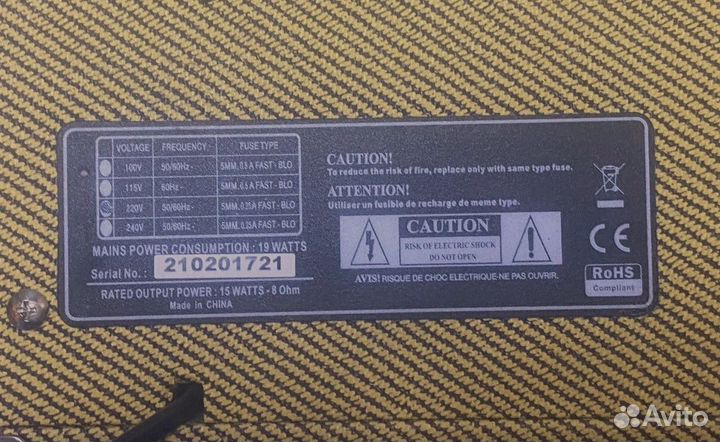 VOLTAGE FREQUENCY FUSE TYPE
100V 50/60Hz - 5MM, 0.5 A FAST - BLO
115V 60Hz - 5MM, 0.5 A FAST - BLO
220V 50/60Hz - 5MM, 0.25A FAST - BLO
240V 50/60Hz - 5MM, 0.25A FAST - BLO
MAINS POWER CONSUMPTION : 19 WATTS
Serial No. : 210201721
RATED OUTPUT POWER : 15 WATTS - 8 Ohm
Made in CHINA
CAUTION!
To reduce the risk of fire, replace only with same type fuse.
ATTENTION!
Utiliser un fusible de recharge de meme type.
CAUTION
RISK OF ELECTRIC SHOCK
DO NOT OPEN
AVIS! RISQUE DE CHOC ELECTRIQUE-NE PAS OUVRIR.
CE
RoHS
Compliant
Avito